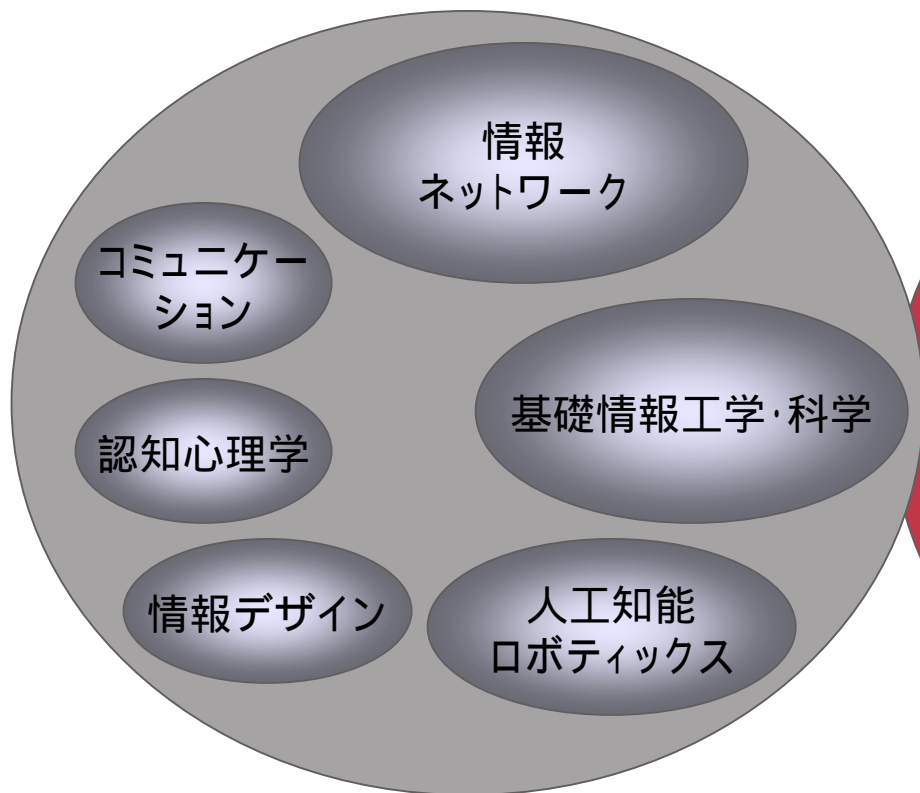 情報
ネットワーク
コミュニケー
ション
基礎情報工学・科学
認知心理学
情報デザイン
人工知能
ロボティックス